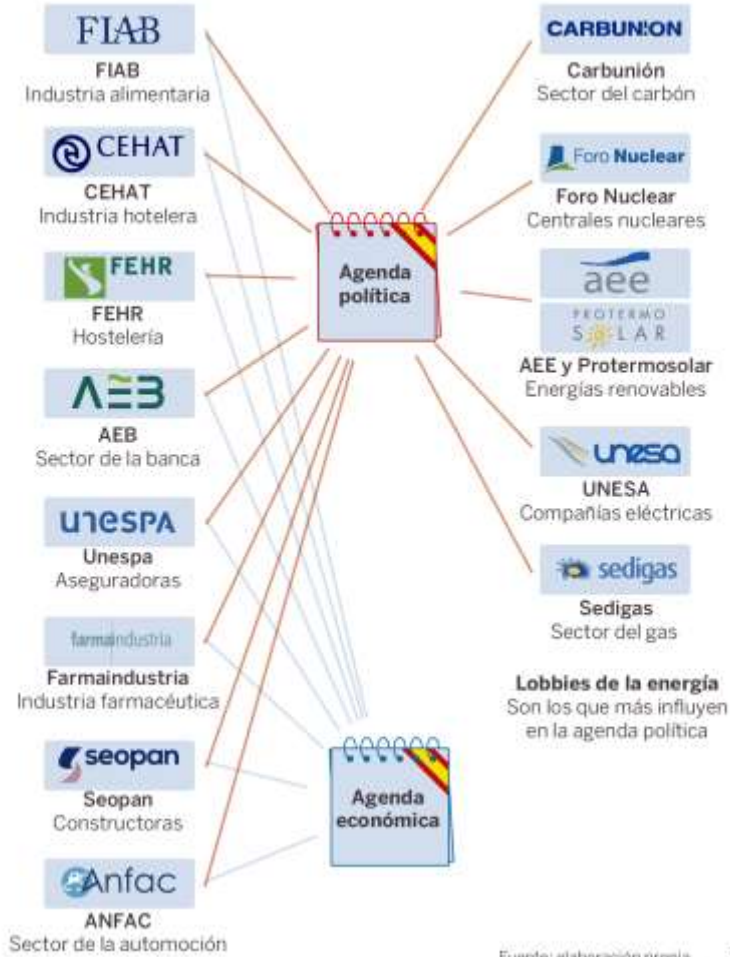 FIAB
FIAB
Industria alimentaria
CEHAT
CEHAT
Industria hotelera
FEHR
FEHR
Hostelería
AEB
AEB
Sector de la banca
unespa
Unespa
Aseguradoras
farmaindustria
Farmaindustria
Industria farmacéutica
seopan
Seopan
Constructoras
Anfac
ANFAC
Sector de la automoción
Agenda
política
Agenda
económica
CARBUNION
Carbunión
Sector del carbón
Foro Nuclear
Foro Nuclear
Centrales nucleares
aee
PROTERMO
SOLAR
AEE y Protermosolar
Energías renovables
unesa
UNESA
Compañías eléctricas
sedigas
Sedigas
Sector del gas
Lobbies de la energía
Son los que más influyen
en la agenda política
Fuente: elaboración propia